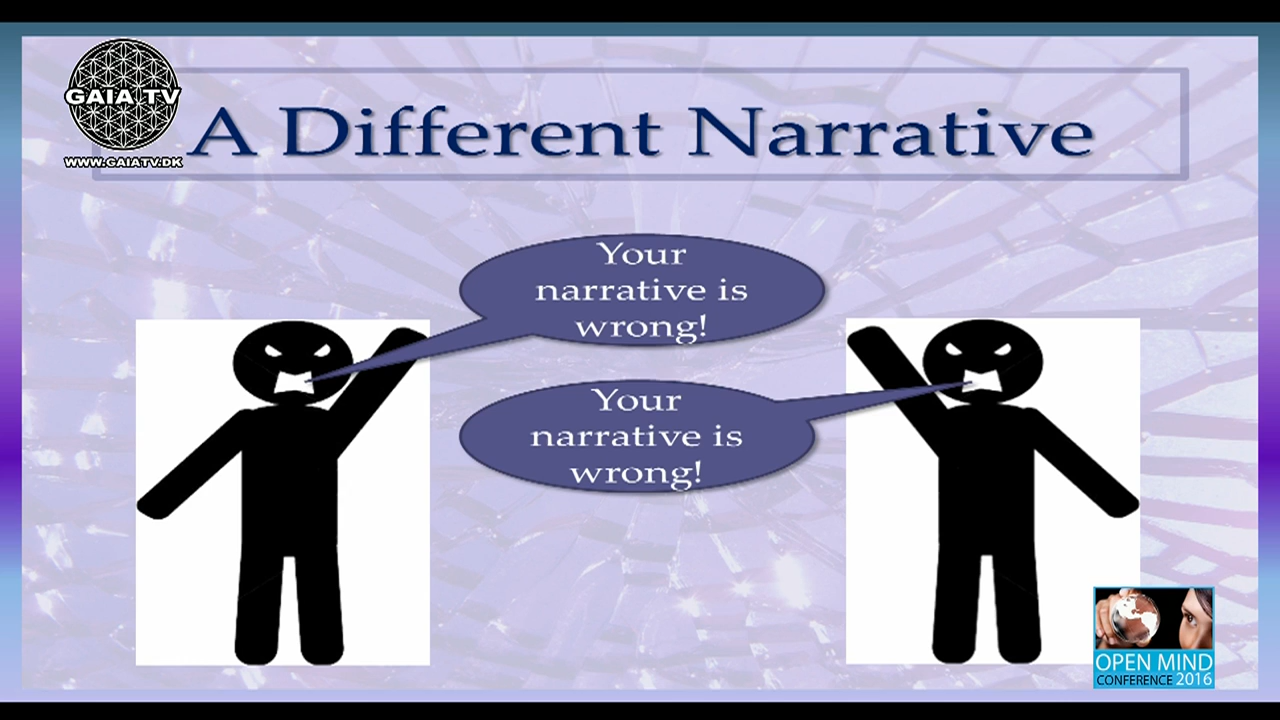 GAIA TV
WWW.GAIATV.DK
A Different Narrative
Your
narrative is
wrong!
Your
narrative is
wrong!
OPEN MIND
CONFERENCE 2016